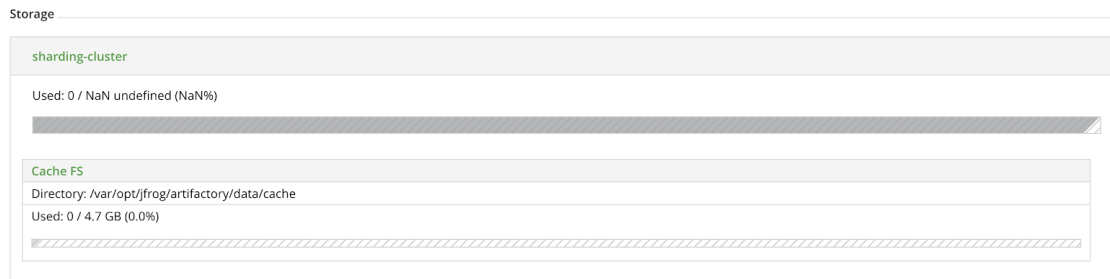 Storage
sharding-cluster
Used: 0 / NaN undefined (NaN%)
Cache FS
Directory: /var/opt/jfrog/artifactory/data/cache
Used: 0 / 4.7 GB (0.0%)